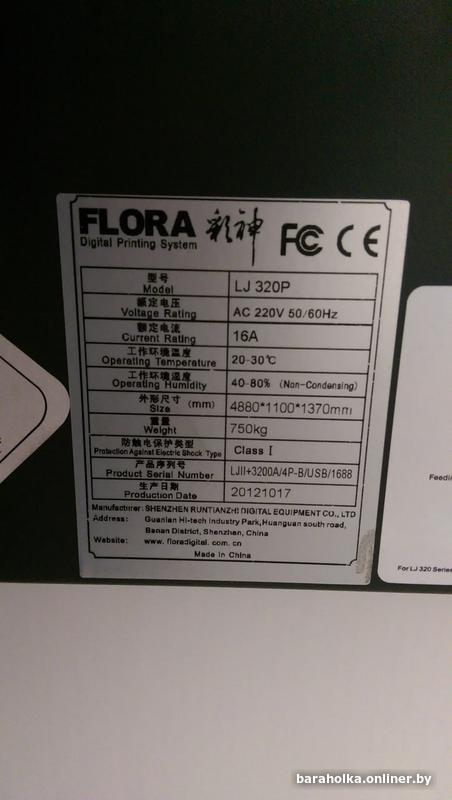 FLORA 彩神 FC CE
Digital Printing System
型号
Model
LJ 320P
额定电压
Voltage Rating
AC 220V 50/60Hz
额定电流
Current Rating
16A
工作环境温度
Operating Temperature
20-30℃
工作环境湿度
Operating Humidity
40-80% (Non-Condensing)
外形尺寸
Size (mm)
4880*1100*1370mm
重量
Weight
750kg
防触电保护类型
Protection Against Electric Shock Type
Class I
产品序列号
Product Serial Number
LJII+3200A/4P-B/USB/1688
生产日期
Production Date
20121017
Manufacturer: SHENZHEN RUNTIANZHI DIGITAL EQUIPMENT CO., LTD
Address: Guanlan Hi-tech Industry Park,Huanguan south road,
Baoan District, Shenzhen, China
Website: www. floradigital. com. cn
Made in China
Feedin
For LJ 320 Series
baraholka.onliner.by